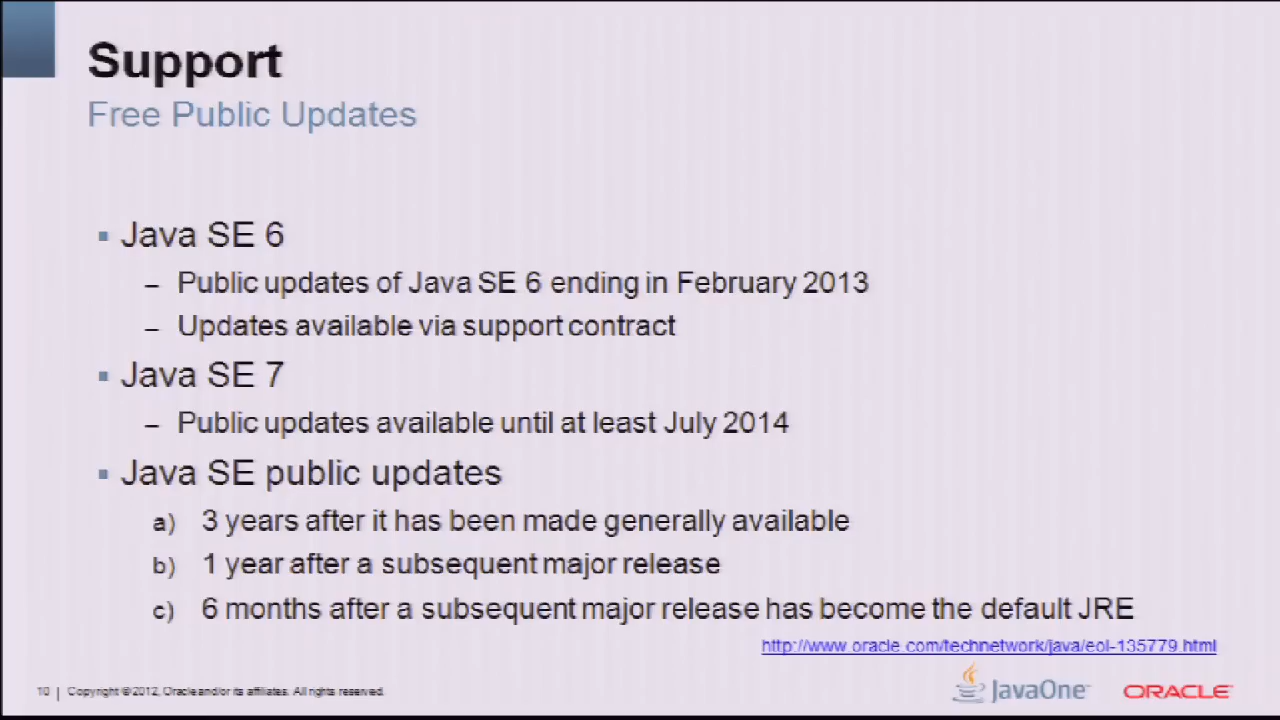 Support
Free Public Updates
▪ Java SE 6
– Public updates of Java SE 6 ending in February 2013
– Updates available via support contract
▪ Java SE 7
– Public updates available until at least July 2014
▪ Java SE public updates
a) 3 years after it has been made generally available
b) 1 year after a subsequent major release
c) 6 months after a subsequent major release has become the default JRE
http://www.oracle.com/technetwork/java/eol-135779.html
10 | Copyright © 2012, Oracle and/or its affiliates. All rights reserved.
JavaOne™
ORACLE®